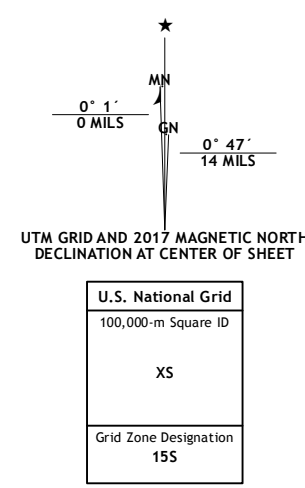 MN
GN
0° 1´
0 MILS
0° 47´
14 MILS
UTM GRID AND 2017 MAGNETIC NORTH
DECLINATION AT CENTER OF SHEET
U.S. National Grid
100,000-m Square ID
XS
Grid Zone Designation
15S